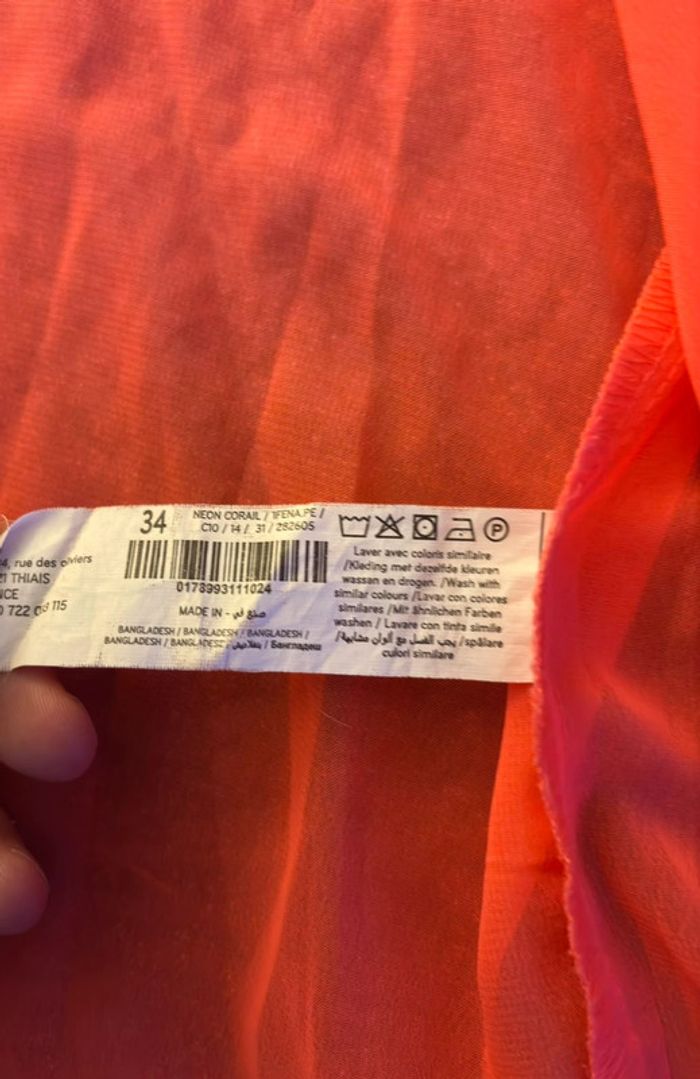 4, rue des oliviers
21 THIAIS
NCE
0 722 003 115
34
NEON CORAIL / 1FENA.PE /
C10 / 14 / 31 / 282605
0178993111024
MADE IN - صنع في
BANGLADESH / BANGLADESH / BANGLADESH /
BANGLADESH / BANGLADESH / بنغلاديش / Бангладеш
P
Laver avec coloris similaire
/Kleding met dezelfde kleuren
wassen en drogen. /Wash with
similar colours /Lavar con colores
similares /Mit ähnlichen Farben
washen / Lavare con tinta simile
/يجب الغسل مع ألوان مشابهة /spălare
culori similare